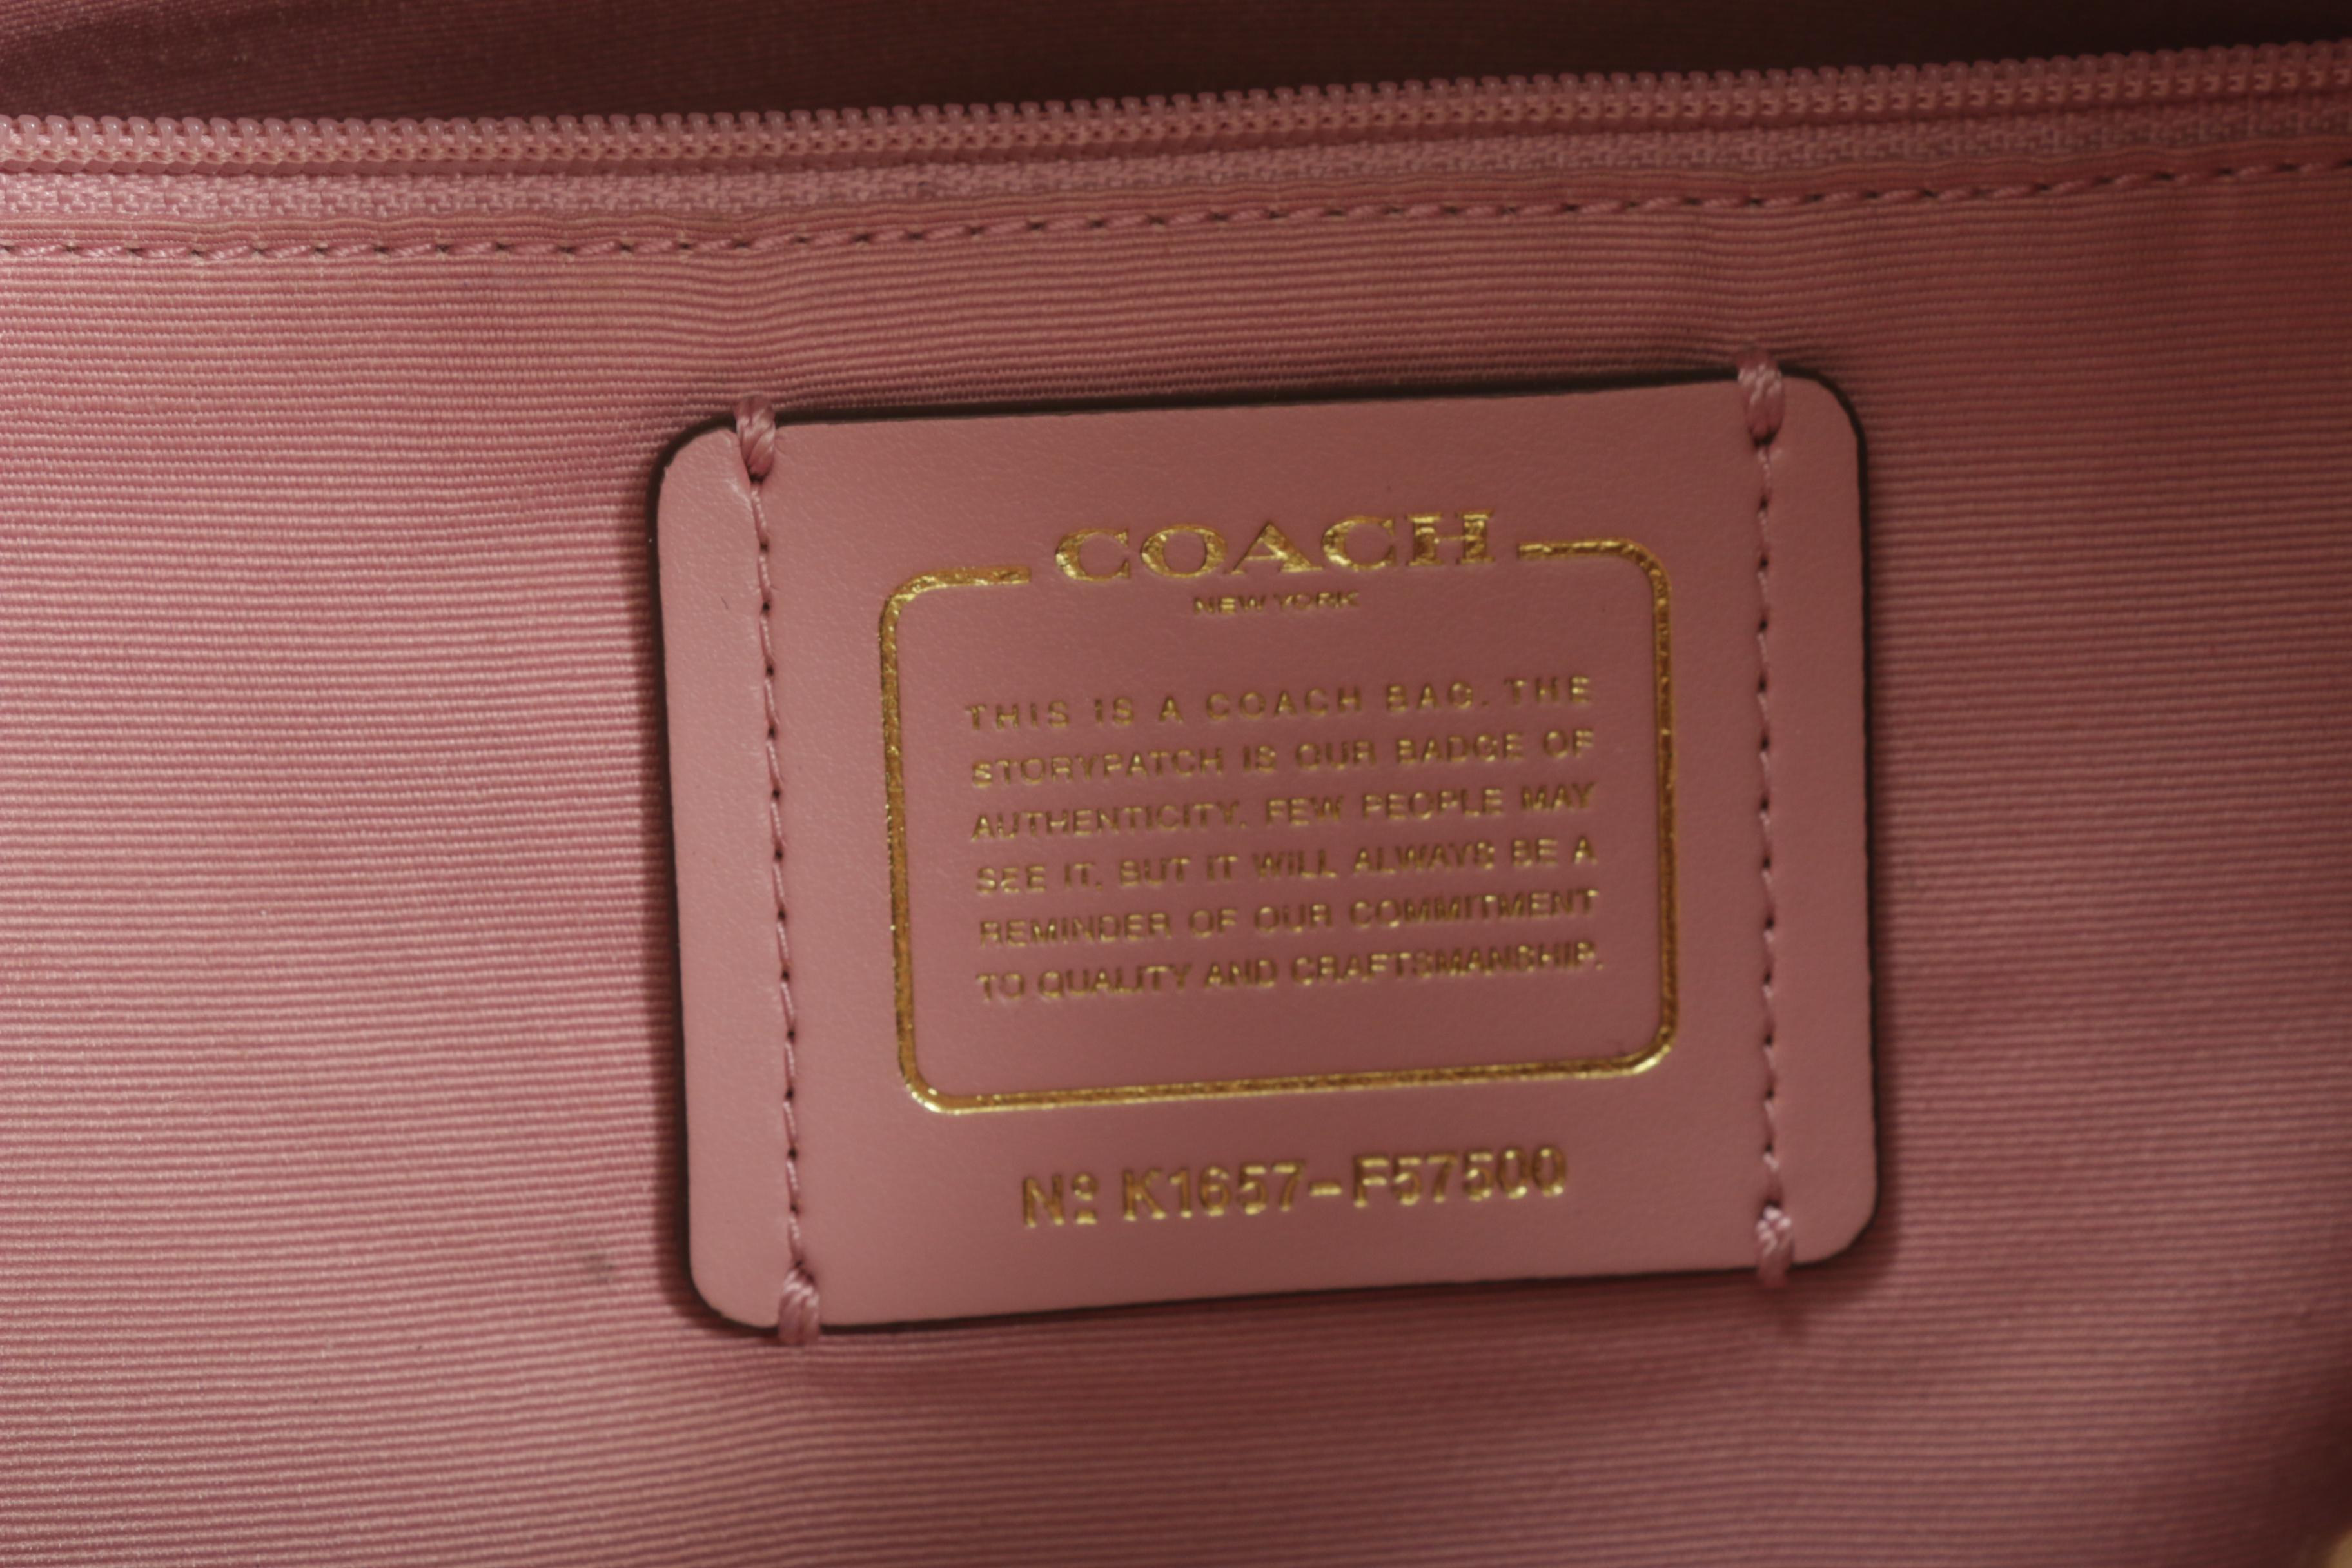 COACH
NEW YORK
THIS IS A COACH BAG. THE
STORYPATCH IS OUR BADGE OF
AUTHENTICITY. FEW PEOPLE MAY
SEE IT, BUT IT WILL ALWAYS BE A
REMINDER OF OUR COMMITMENT
TO QUALITY AND CRAFTSMANSHIP.
Nº K1657-F57500